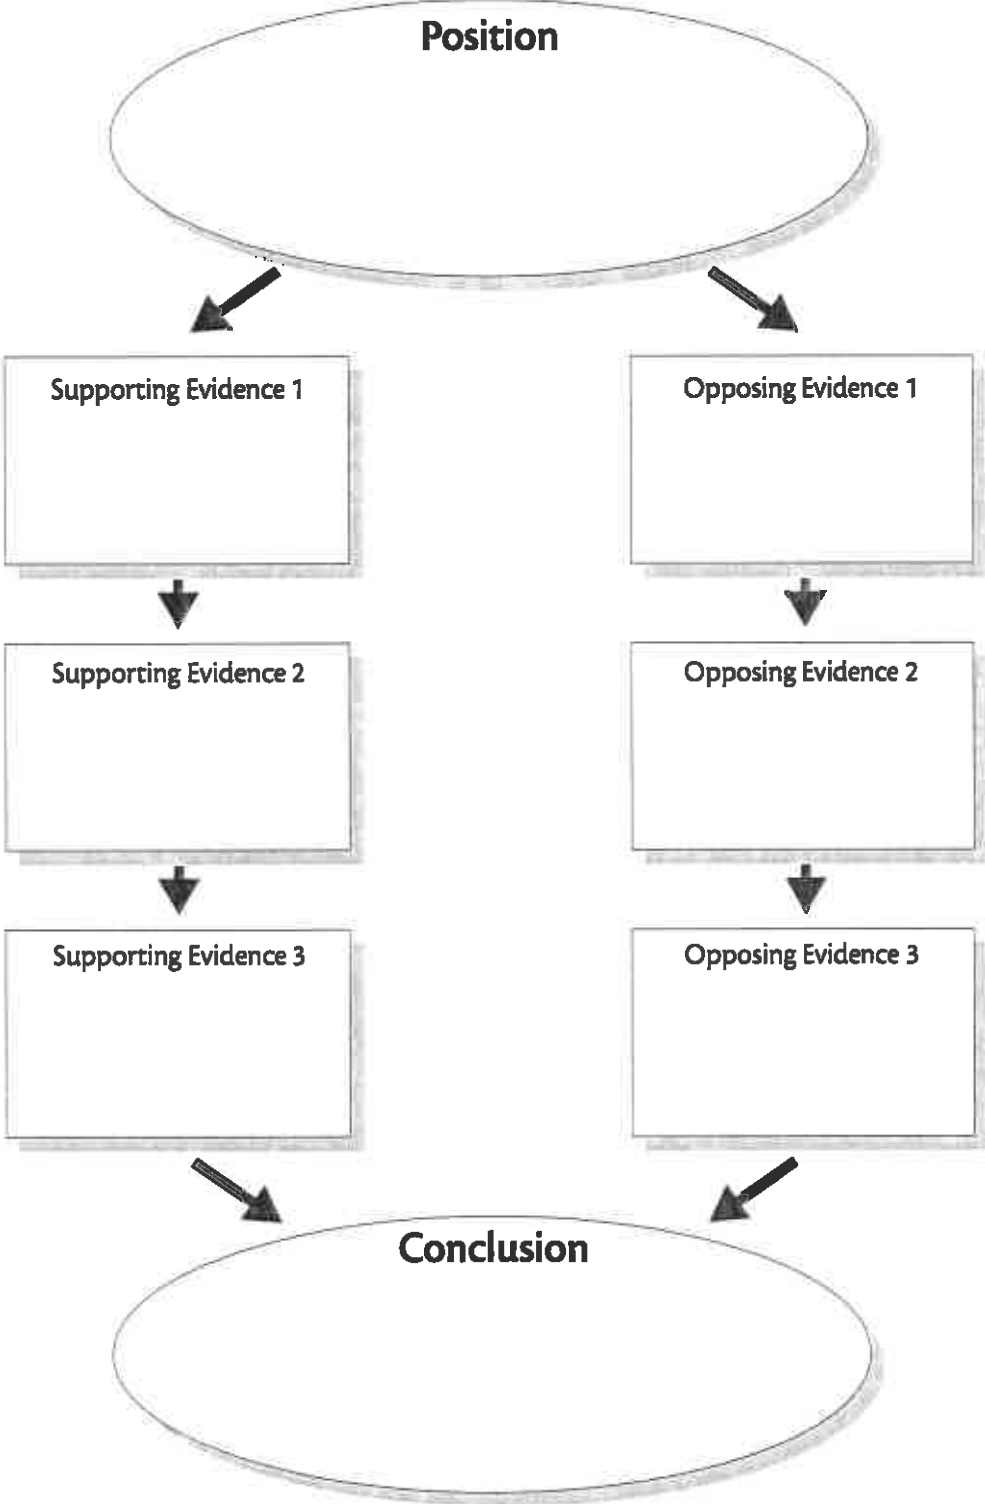 Position
Supporting Evidence 1
Opposing Evidence 1
Supporting Evidence 2
Opposing Evidence 2
Supporting Evidence 3
Opposing Evidence 3
Conclusion